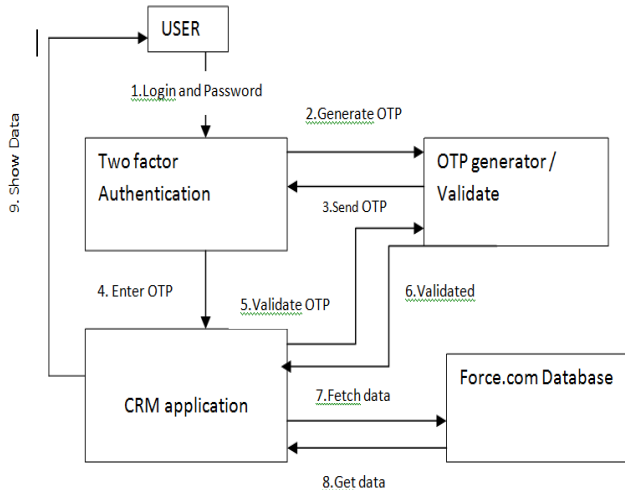 USER
1.Login and Password
2.Generate OTP
Two factor
Authentication
OTP generator /
Validate
3.Send OTP
4. Enter OTP
5.Validate OTP
6.Validated
CRM application
Force.com Database
7.Fetch data
8.Get data
9. Show Data